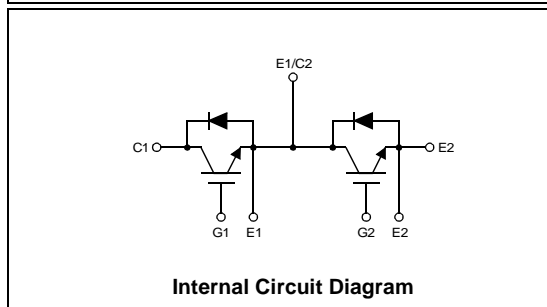 E1/C2
C1
E2
G1
E1
G2
E2
Internal Circuit Diagram